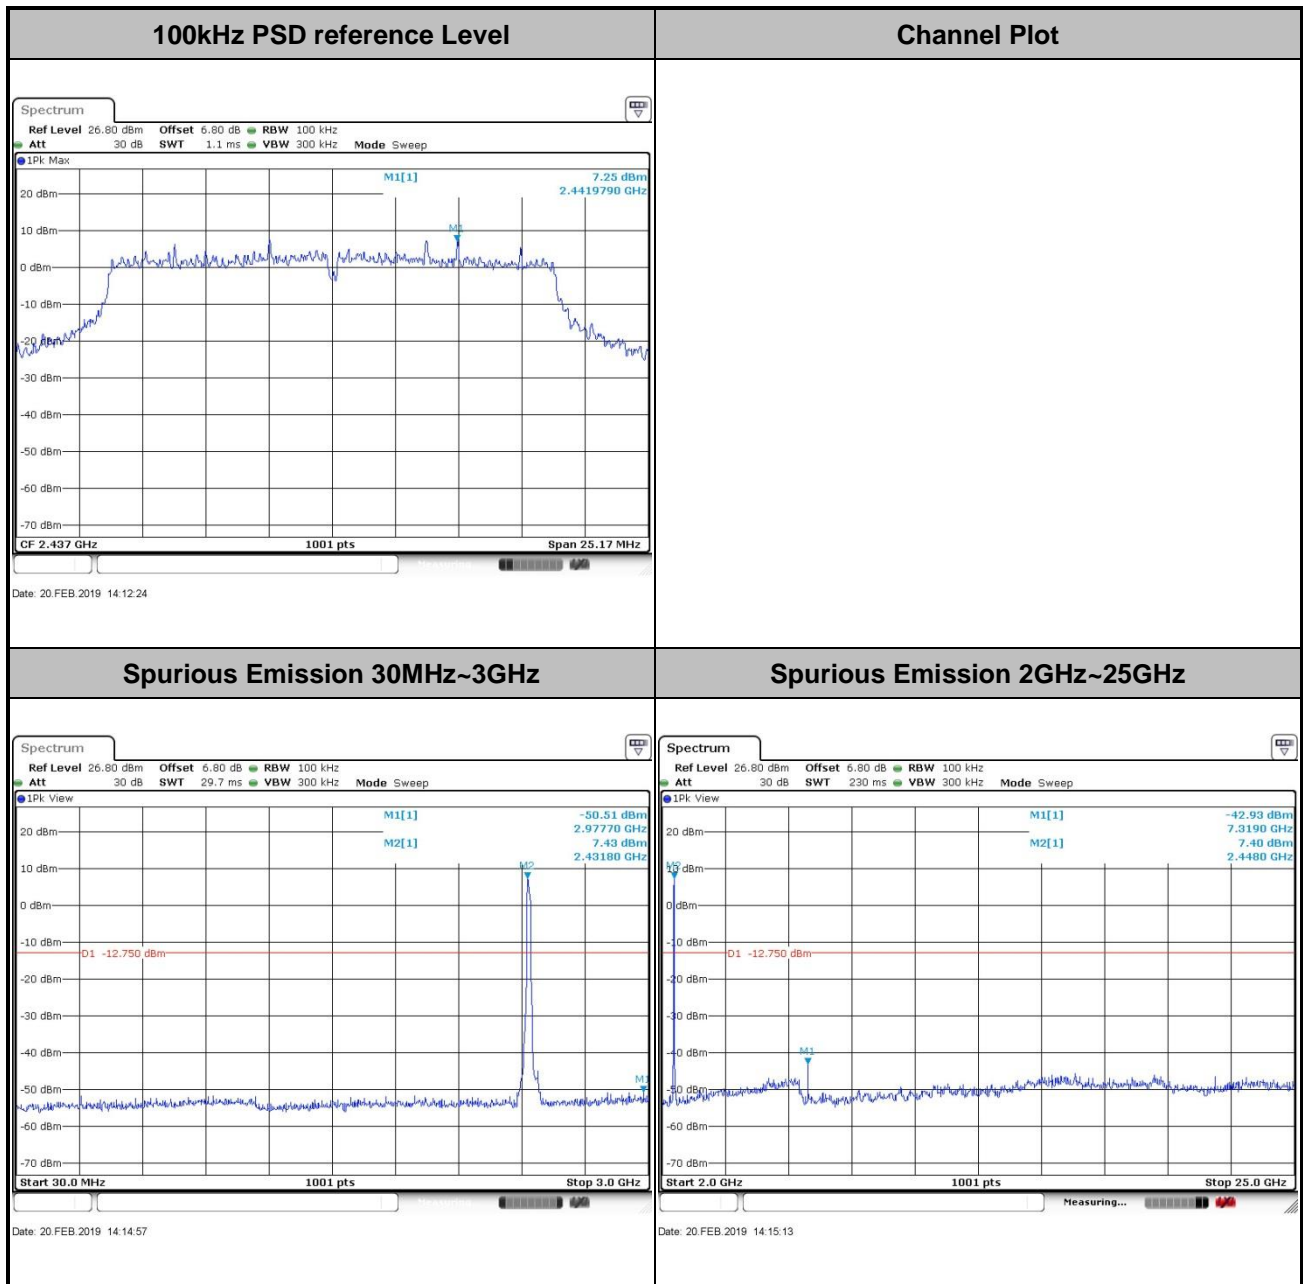 100kHz PSD reference Level
Channel Plot
Spectrum
Ref Level 26.80 dBm Offset 6.80 dB RBW 100 kHz
Att 30 dB SWT 1.1 ms VBW 300 kHz Mode Sweep
1Pk Max
M1[1] 7.25 dBm
2.4419790 GHz
20 dBm
M1
10 dBm
0 dBm
-10 dBm
-20 dBm
-30 dBm
-40 dBm
-50 dBm
-60 dBm
-70 dBm
CF 2.437 GHz 1001 pts Span 25.17 MHz
Date: 20.FEB.2019 14:12:24
Spurious Emission 30MHz~3GHz
Spurious Emission 2GHz~25GHz
Spectrum
Ref Level 26.80 dBm Offset 6.80 dB RBW 100 kHz
Att 30 dB SWT 29.7 ms VBW 300 kHz Mode Sweep
1Pk View
M1[1] -50.51 dBm
2.97770 GHz
20 dBm
M2[1] 7.43 dBm
2.43180 GHz
M2
10 dBm
0 dBm
-10 dBm
D1 -12.750 dBm
-20 dBm
-30 dBm
-40 dBm
M1
-50 dBm
-60 dBm
-70 dBm
Start 30.0 MHz 1001 pts Stop 3.0 GHz
Date: 20.FEB.2019 14:14:57
Spectrum
Ref Level 26.80 dBm Offset 6.80 dB RBW 100 kHz
Att 30 dB SWT 230 ms VBW 300 kHz Mode Sweep
1Pk View
M1[1] -42.93 dBm
7.3190 GHz
20 dBm
M2[1] 7.40 dBm
2.4480 GHz
M2
10 dBm
0 dBm
-10 dBm
D1 -12.750 dBm
-20 dBm
-30 dBm
M1
-40 dBm
-50 dBm
-60 dBm
-70 dBm
Start 2.0 GHz 1001 pts Stop 25.0 GHz
Measuring...
Date: 20.FEB.2019 14:15:13